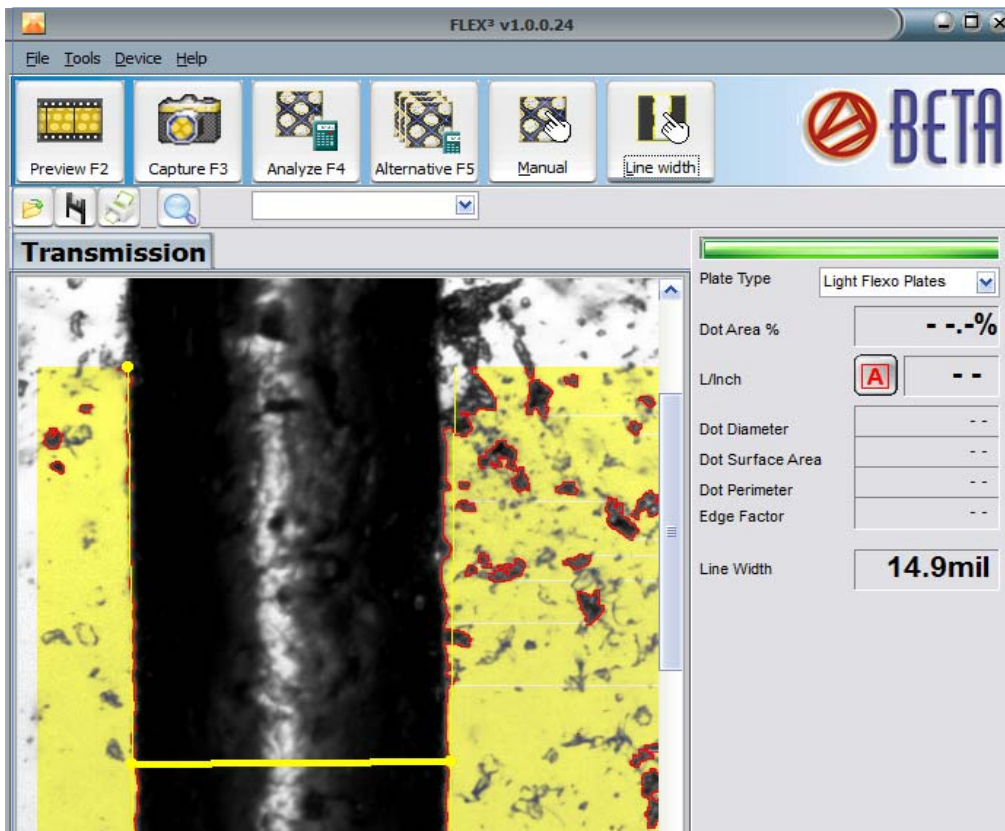 FLEX³ v1.0.0.24
File Tools Device Help
Preview F2 Capture F3 Analyze F4 Alternative F5 Manual Line width
BETA
Transmission
Plate Type Light Flexo Plates
Dot Area % - -.-%
L/Inch A - -
Dot Diameter - -
Dot Surface Area - -
Dot Perimeter - -
Edge Factor - -
Line Width 14.9mil